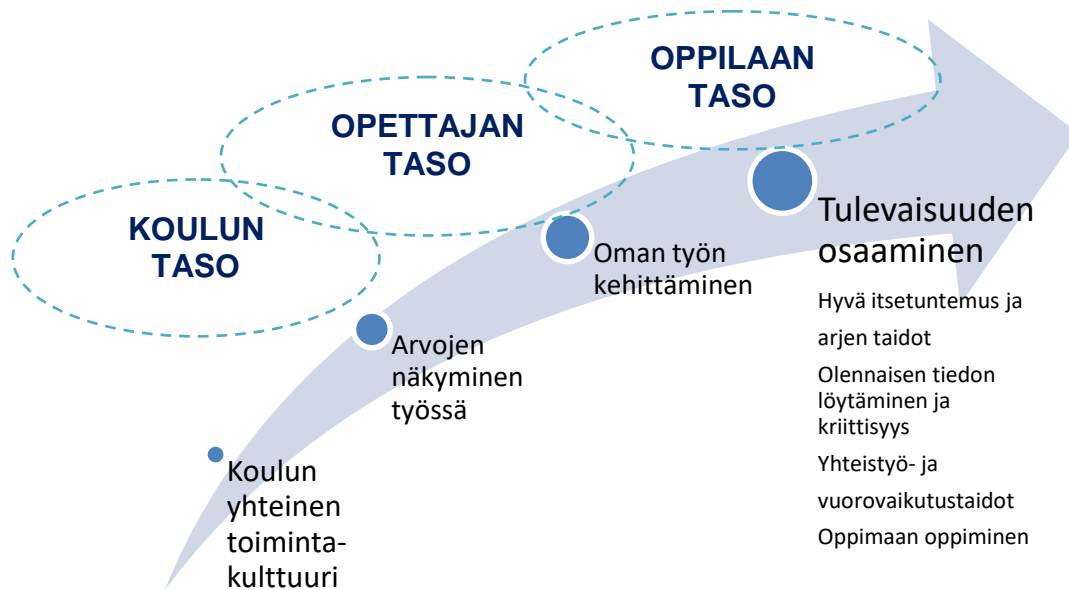 OPPILAAN
TASO
OPETTAJAN
TASO
KOULUN
TASO
Tulevaisuuden
osaaminen
Hyvä itsetuntemus ja
arjen taidot
Olennaisen tiedon
löytäminen ja
kriittisyys
Yhteistyö- ja
vuorovaikutustaidot
Oppimaan oppiminen
Oman työn
kehittäminen
Arvojen
näkyminen
työssä
Koulun
yhteinen
toiminta-
kulttuuri